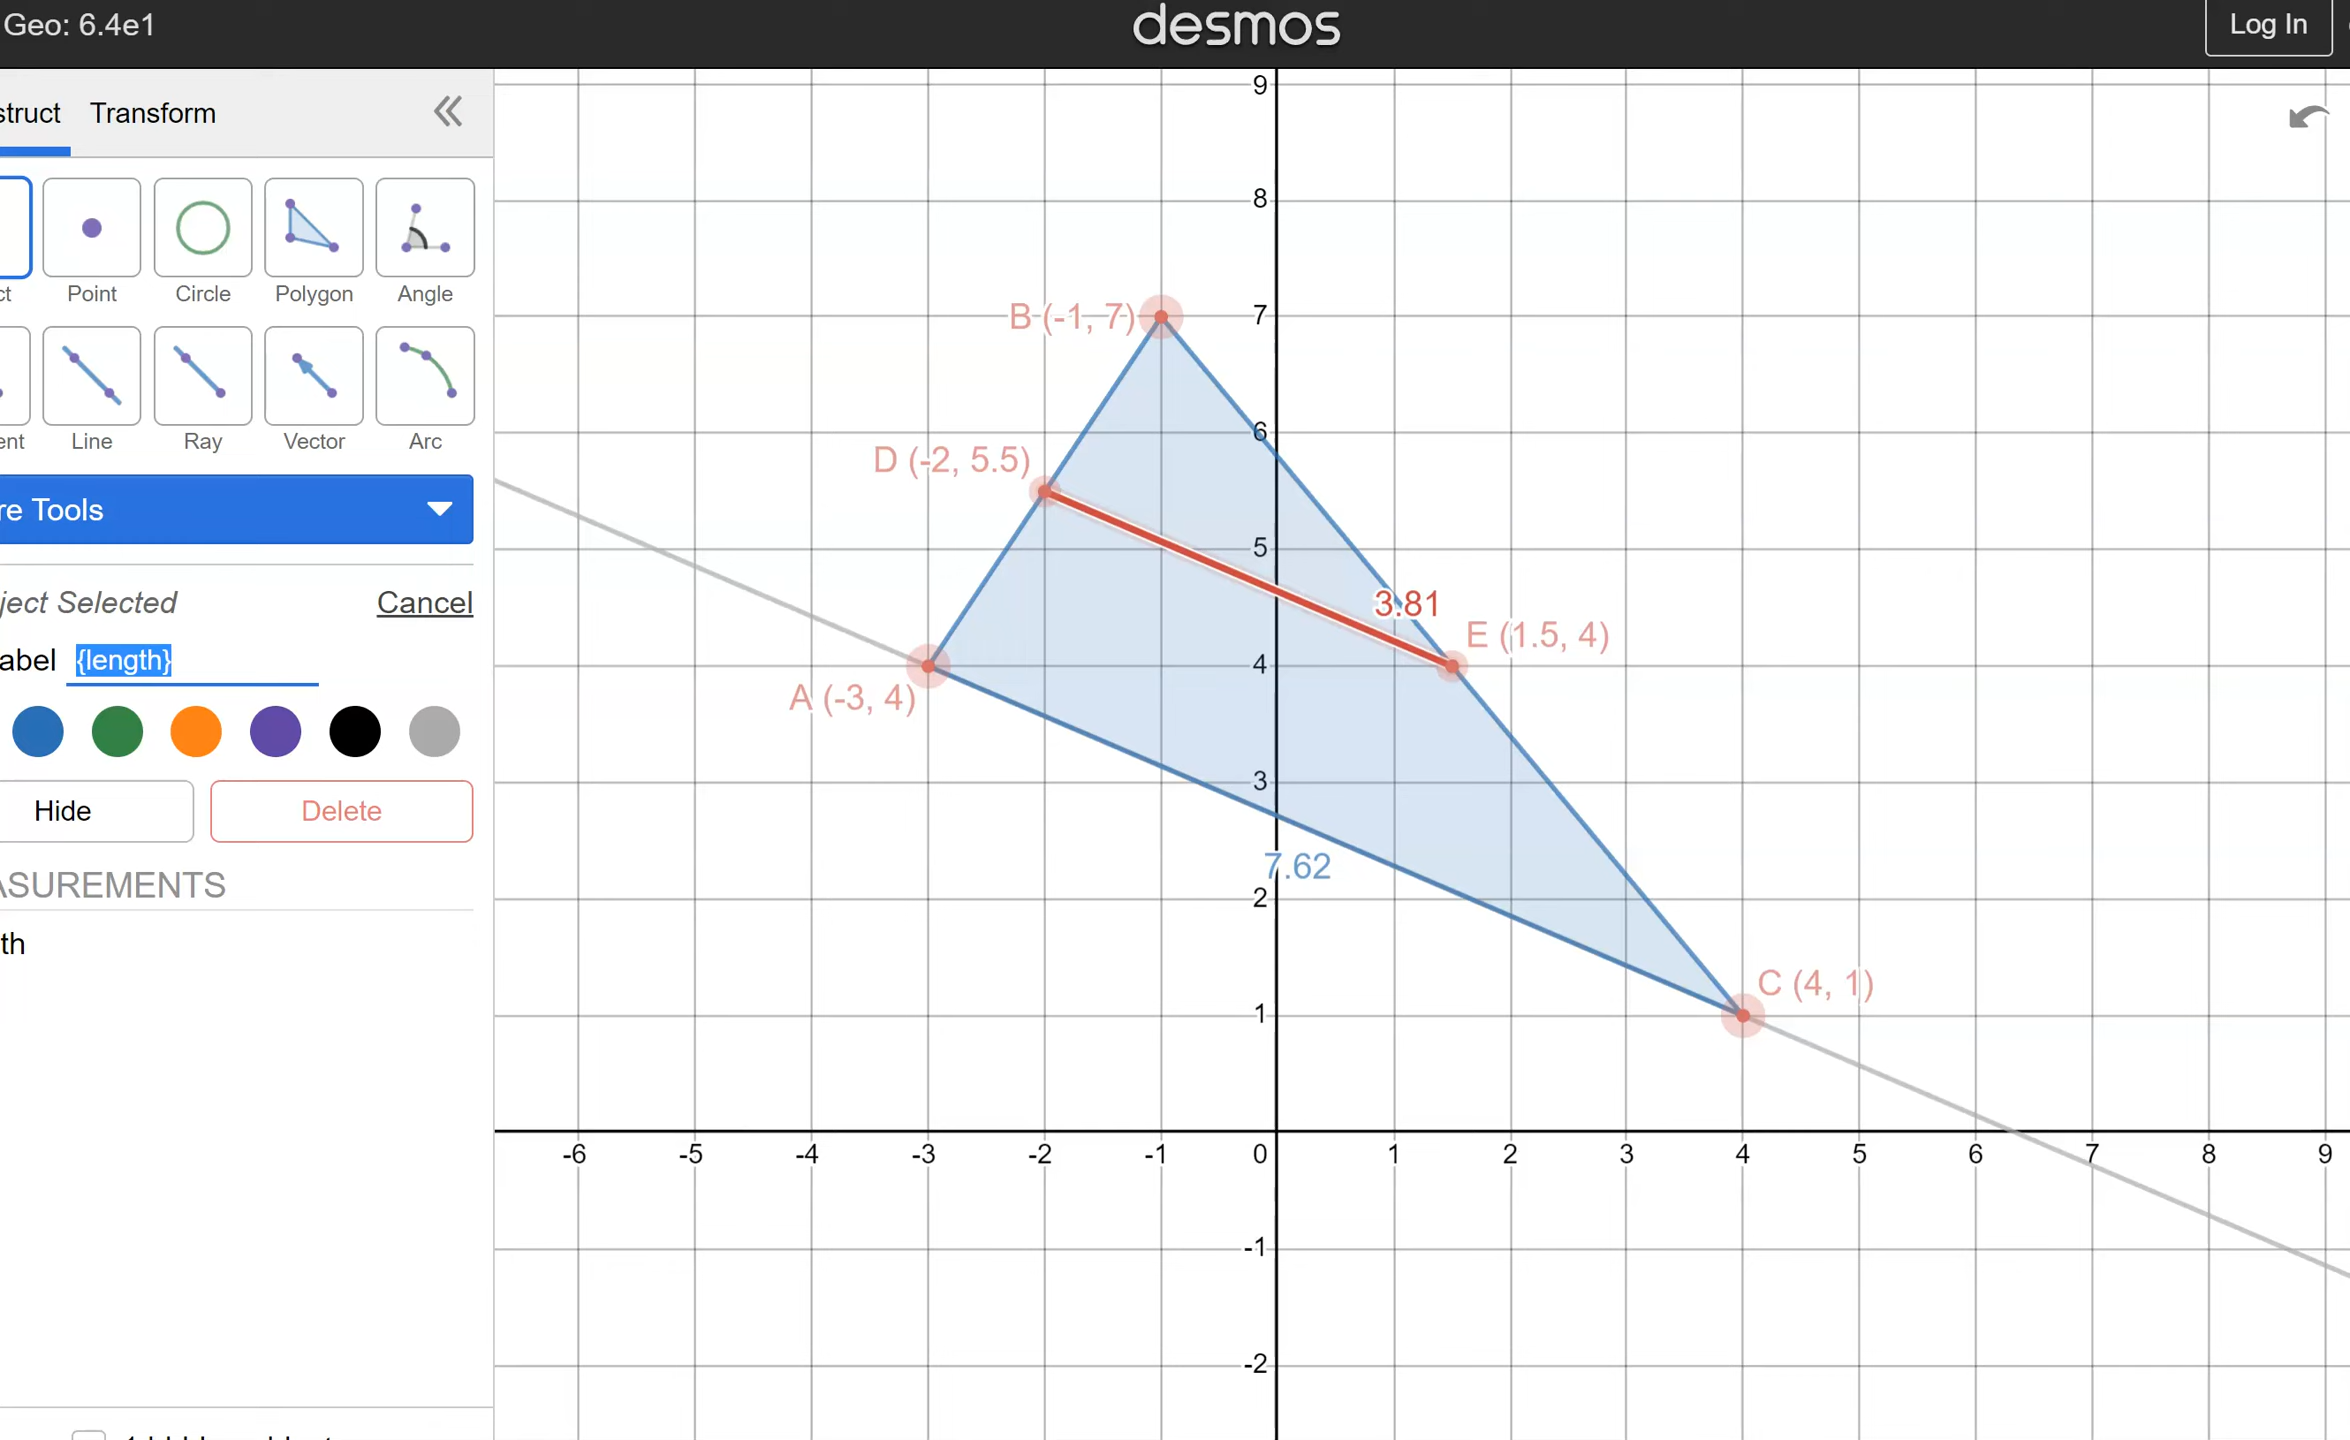 Geo: 6.4e1
desmos
Log In
struct Transform
ct Point Circle Polygon Angle
ent Line Ray Vector Arc
re Tools
ject Selected Cancel
abel {length}
Hide Delete
ASUREMENTS
th
9
8
B (-1, 7) 7
6
D (-2, 5.5)
5
3.81
E (1.5, 4)
4
A (-3, 4)
3
7.62
2
C (4, 1)
1
-6 -5 -4 -3 -2 -1 0 1 2 3 4 5 6 7 8 9
-1
-2